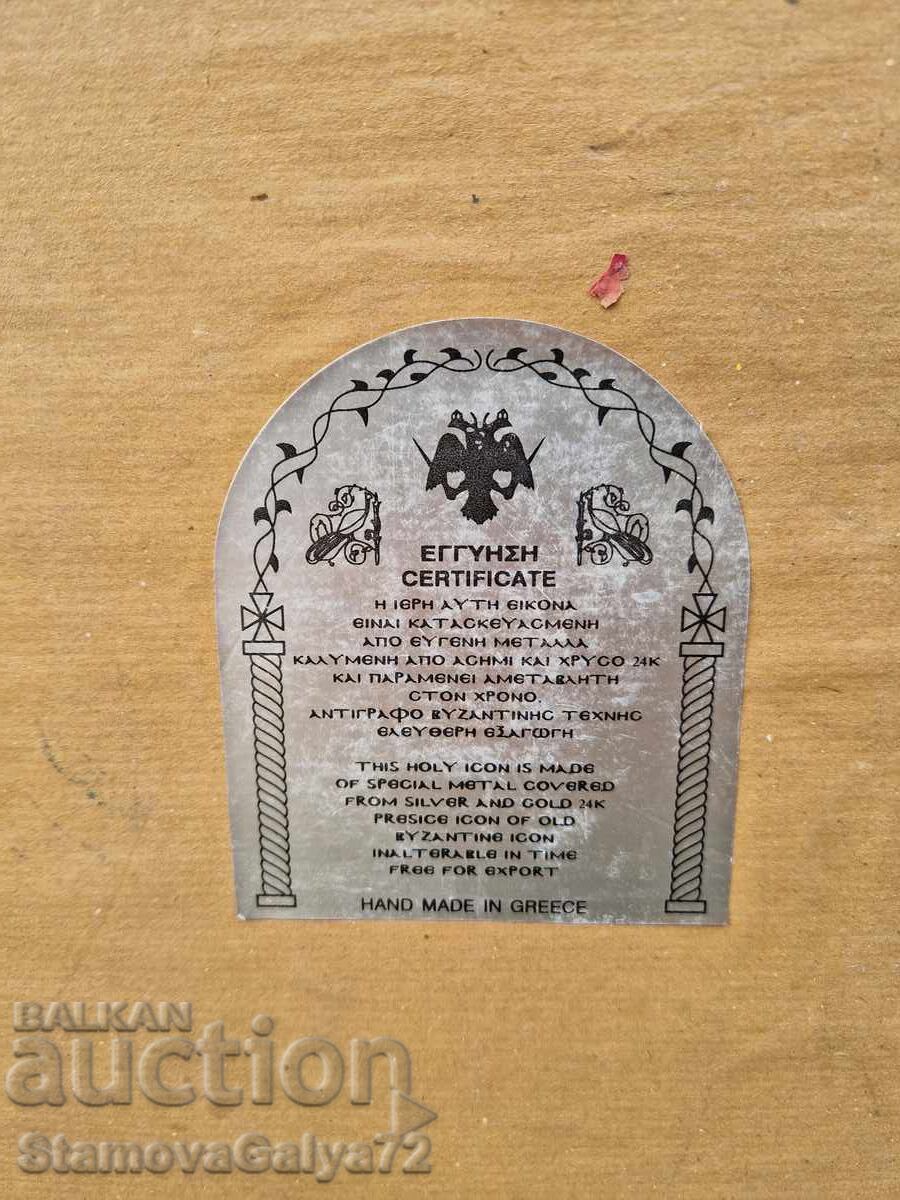 ΕΓΓΥΗΣΗ
CERTIFICATE
Η ΙΕΡΗ ΑΥΤΗ ΕΙΚΟΝΑ
ΕΙΝΑΙ ΚΑΤΑΣΚΕΥΑΣΜΕΝΗ
ΑΠΟ ΕΥΓΕΝΗ ΜΕΤΑΛΛΑ
ΚΑΛΥΜΕΝΗ ΑΠΟ ΑΣΗΜΙ ΚΑΙ ΧΡΥΣΟ 24Κ
ΚΑΙ ΠΑΡΑΜΕΝΕΙ ΑΜΕΤΑΒΛΗΤΗ
ΣΤΟΝ ΧΡΟΝΟ.
ΑΝΤΙΓΡΑΦΟ ΒΥΖΑΝΤΙΝΗΣ ΤΕΧΝΗΣ
ΕΛΕΥΘΕΡΗ ΕΞΑΓΩΓΗ
THIS HOLY ICON IS MADE
OF SPECIAL METAL COVERED
FROM SILVER AND GOLD 24K
PRESICE ICON OF OLD
BYZANTINE ICON
INALTERABLE IN TIME
FREE FOR EXPORT
HAND MADE IN GREECE
BALKAN
auction
StamovaGalya72